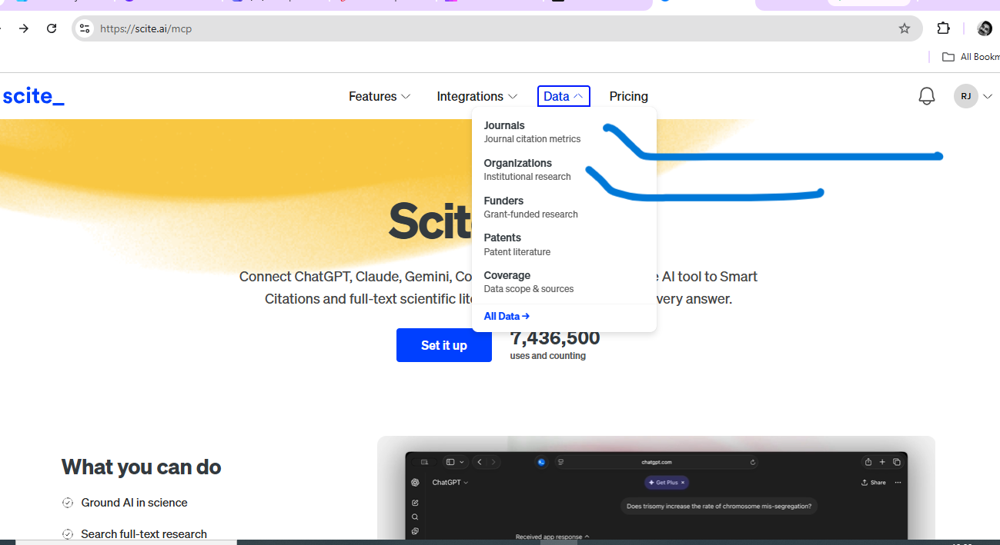 https://scite.ai/mcp
All Bookm
scite_
Features
Integrations
Data
Pricing
RJ
Journals
Journal citation metrics
Organizations
Institutional research
Funders
Grant-funded research
Patents
Patent literature
Coverage
Data scope & sources
All Data →
Scit
Connect ChatGPT, Claude, Gemini, Co
AI tool to Smart
Citations and full-text scientific lit
very answer.
Set it up
7,436,500
uses and counting
What you can do
Ground AI in science
Search full-text research
chatgpt.com
ChatGPT
Get Plus ×
Share
Does trisomy increase the rate of chromosome mis-segregation?
Received app response